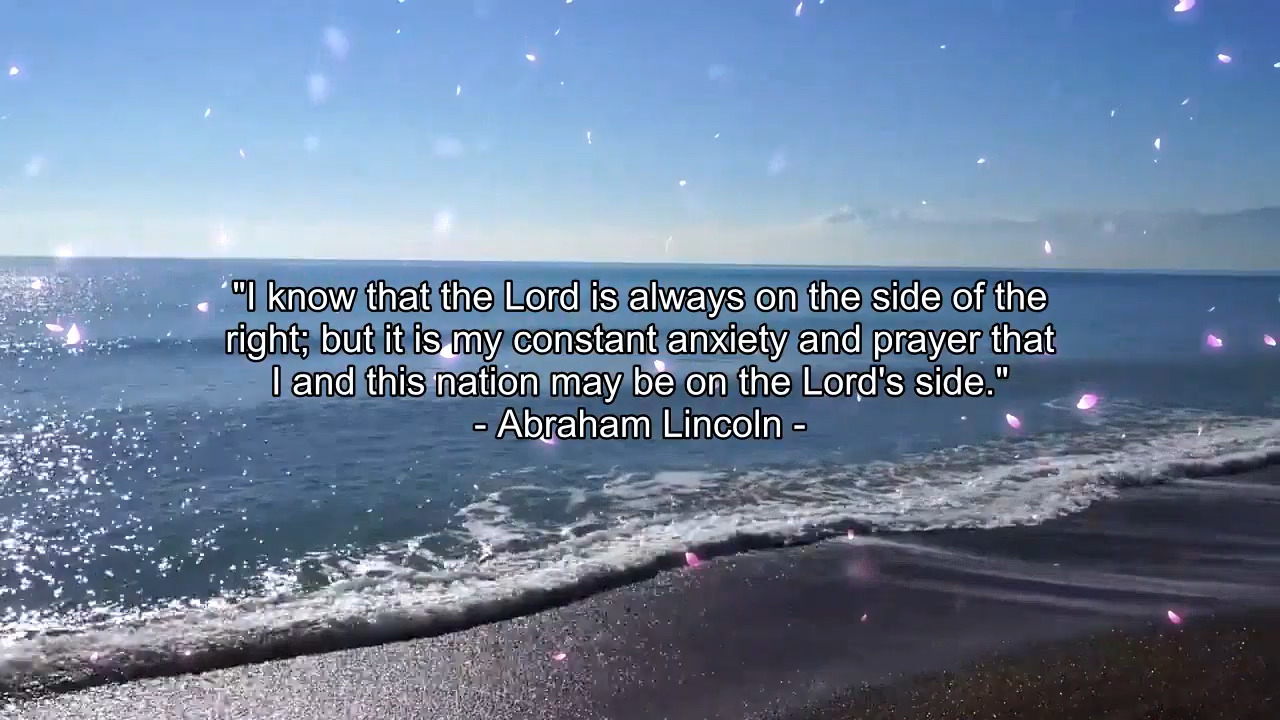 "I know that the Lord is always on the side of the
right; but it is my constant anxiety and prayer that
I and this nation may be on the Lord's side."
- Abraham Lincoln -